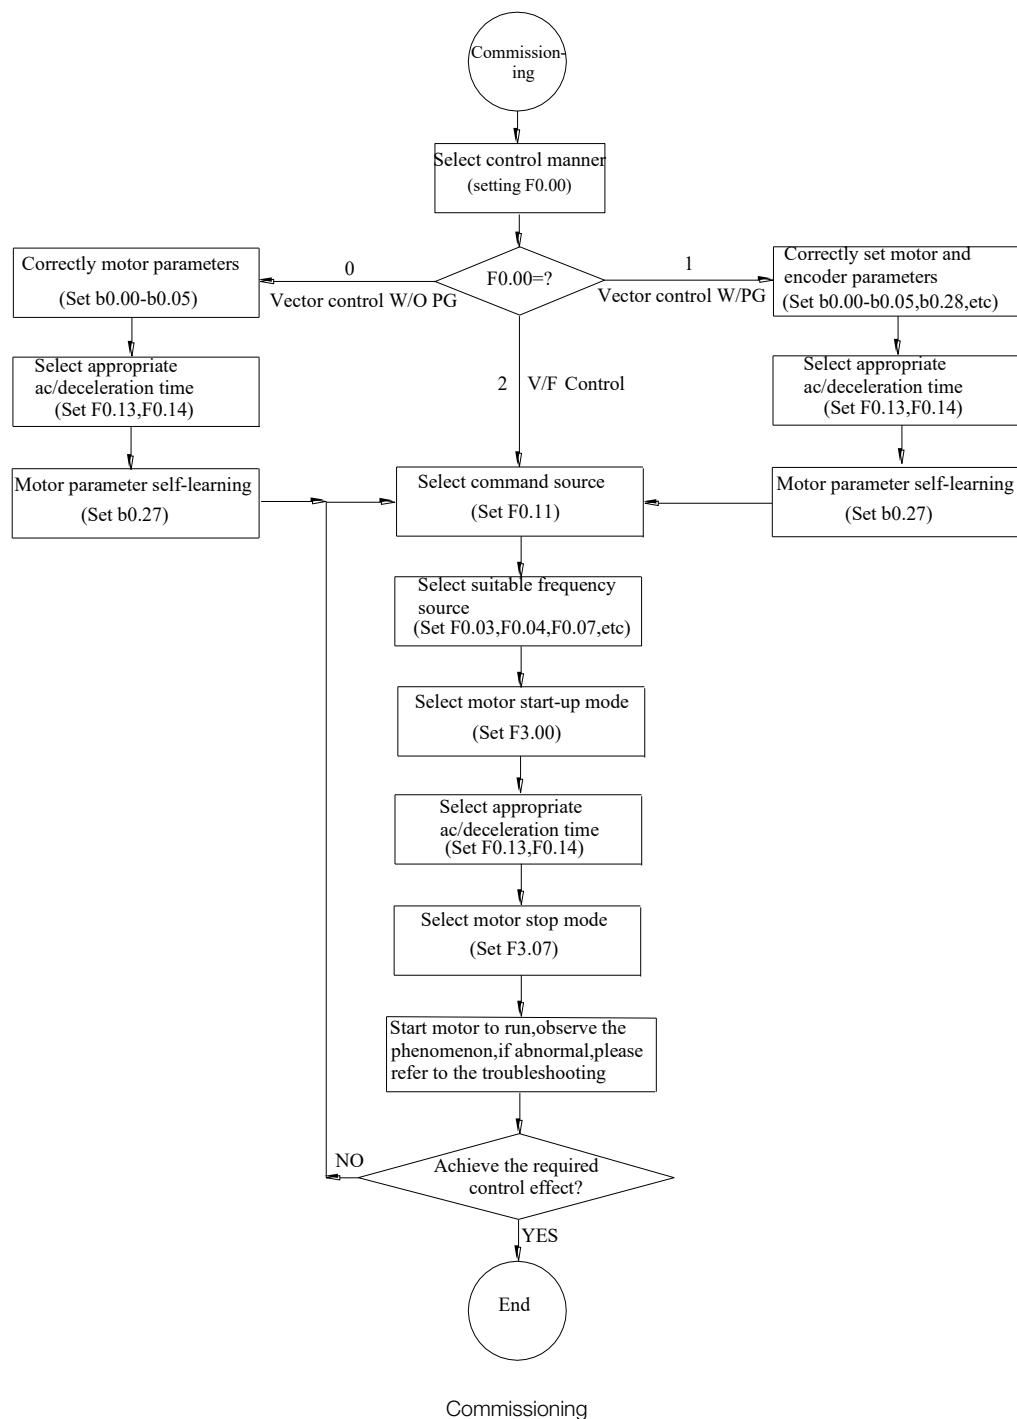 Commission-
ing
Select control manner
(setting F0.00)
F0.00=?
0
Vector control W/O PG
1
Vector control W/PG
2 V/F Control
Correctly motor parameters
(Set b0.00-b0.05)
Select appropriate
ac/deceleration time
(Set F0.13,F0.14)
Motor parameter self-learning
(Set b0.27)
Correctly set motor and
encoder parameters
(Set b0.00-b0.05,b0.28,etc)
Select appropriate
ac/deceleration time
(Set F0.13,F0.14)
Motor parameter self-learning
(Set b0.27)
Select command source
(Set F0.11)
Select suitable frequency
source
(Set F0.03,F0.04,F0.07,etc)
Select motor start-up mode
(Set F3.00)
Select appropriate
ac/deceleration time
(Set F0.13,F0.14)
Select motor stop mode
(Set F3.07)
Start motor to run,observe the
phenomenon,if abnormal,please
refer to the troubleshooting
Achieve the required
control effect?
NO
YES
End
Commissioning